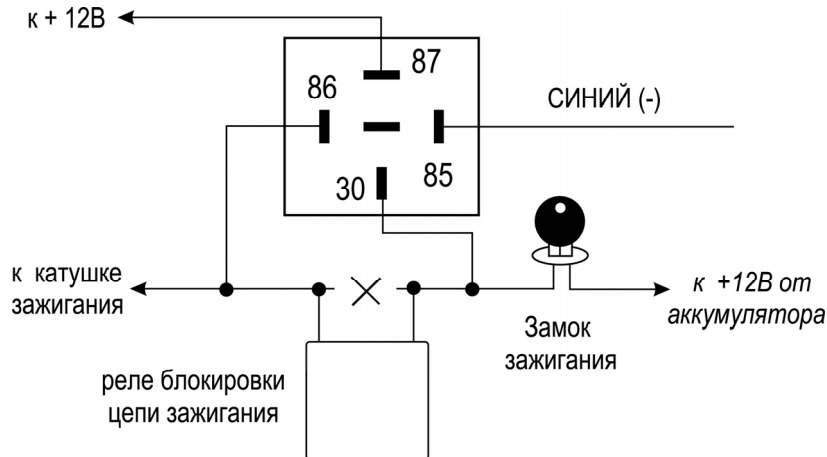 к + 12В
87
86
СИНИЙ (-)
85
30
к катушке
зажигания
к +12В от
аккумулятора
Замок
зажигания
реле блокировки
цепи зажигания